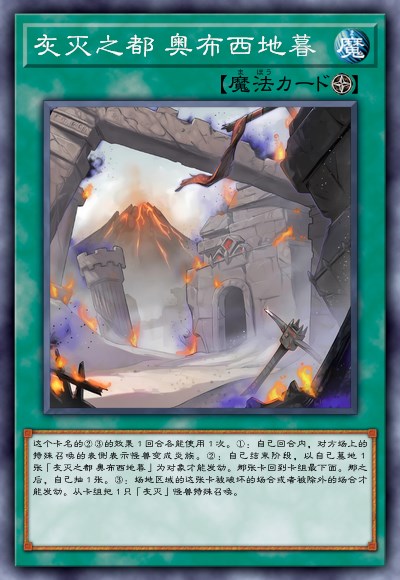 灰灭之都 奥布西地暮 魔
【魔法カード】
这个卡名的②③的效果1回合各能使用1次。①：自己回合内，对方场上的
特殊召唤的表侧表示怪兽变成炎族。②：自己结束阶段，以自己墓地1
张「灰灭之都 奥布西地暮」为对象才能发动。那张卡回到卡组最下面。那之
后，自己抽1张。③：场地区域的这张卡被破坏的场合或者被除外的场合才
能发动。从卡组把1只「灰灭」怪兽特殊召唤。